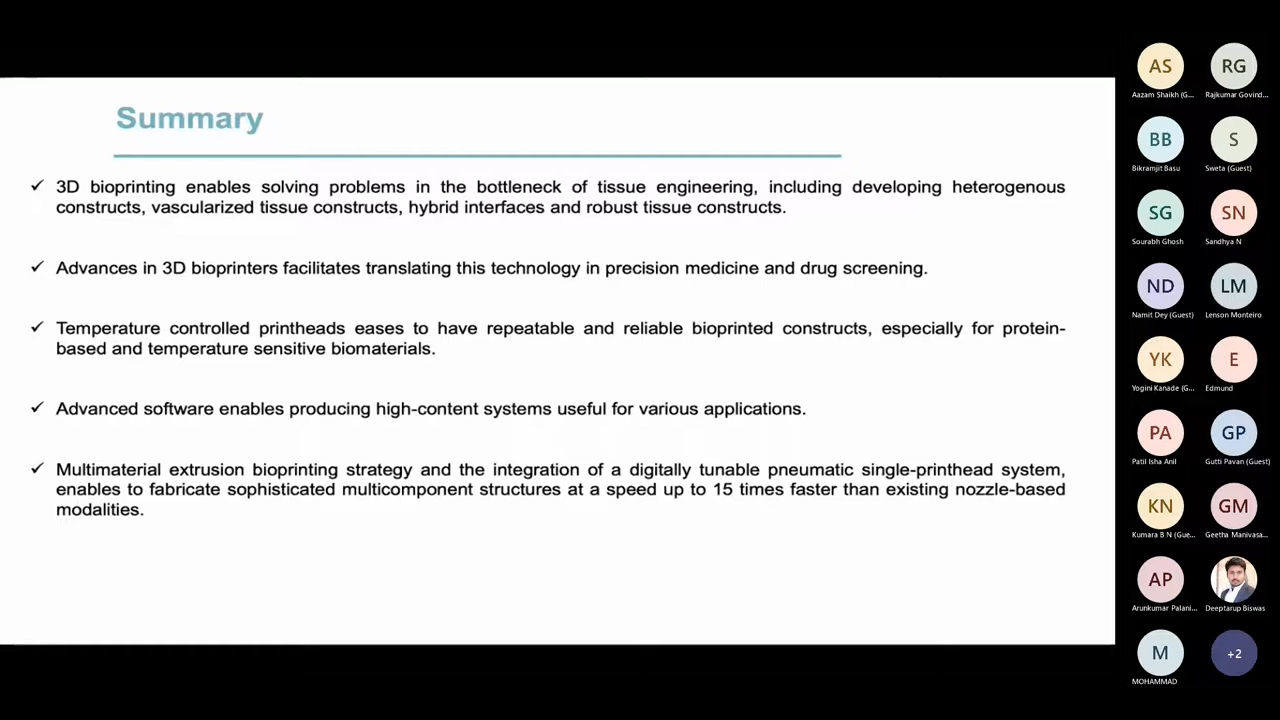 Summary
✓ 3D bioprinting enables solving problems in the bottleneck of tissue engineering, including developing heterogenous
constructs, vascularized tissue constructs, hybrid interfaces and robust tissue constructs.
✓ Advances in 3D bioprinters facilitates translating this technology in precision medicine and drug screening.
✓ Temperature controlled printheads eases to have repeatable and reliable bioprinted constructs, especially for protein-
based and temperature sensitive biomaterials.
✓ Advanced software enables producing high-content systems useful for various applications.
✓ Multimaterial extrusion bioprinting strategy and the integration of a digitally tunable pneumatic single-printhead system,
enables to fabricate sophisticated multicomponent structures at a speed up to 15 times faster than existing nozzle-based
modalities.
AS RG
Aazam Shaikh (G... Rajkumar Govind...
BB S
Bikramjit Basu Sweta (Guest)
SG SN
Sourabh Ghosh Sandhya N
ND LM
Namit Dey (Guest) Lenson Monteiro
YK E
Yogini Kanade (G... Edmund
PA GP
Patil Isha Anil Gutti Pavan (Guest)
KN GM
Kumara B N (Gue... Geetha Manivasa...
AP
Arunkumar Palani... Deeptarup Biswas
M +2
MOHAMMAD